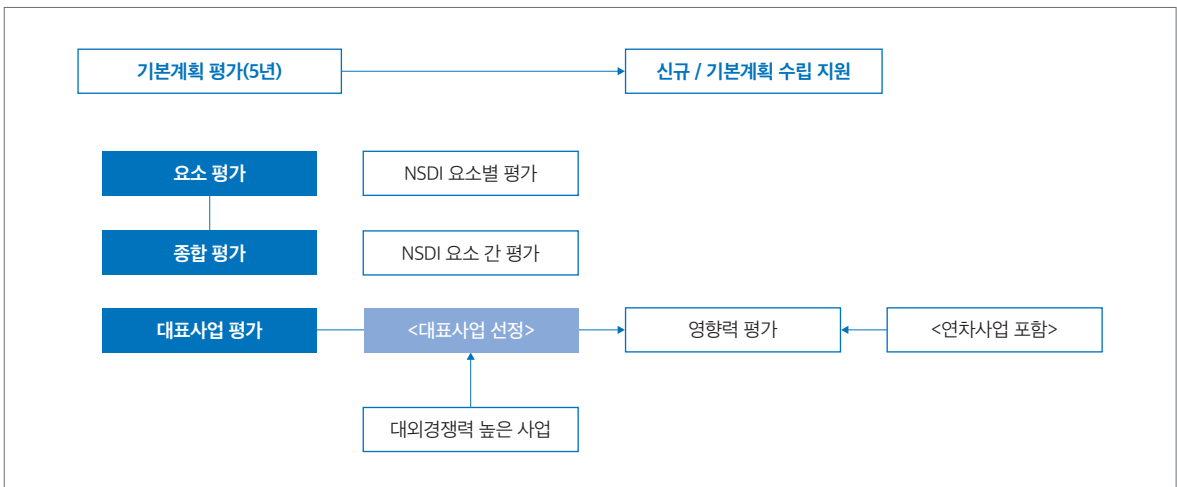 기본계획 평가(5년)
신규 / 기본계획 수립 지원
요소 평가
NSDI 요소별 평가
종합 평가
NSDI 요소 간 평가
대표사업 평가
<대표사업 선정>
영향력 평가
<연차사업 포함>
대외경쟁력 높은 사업